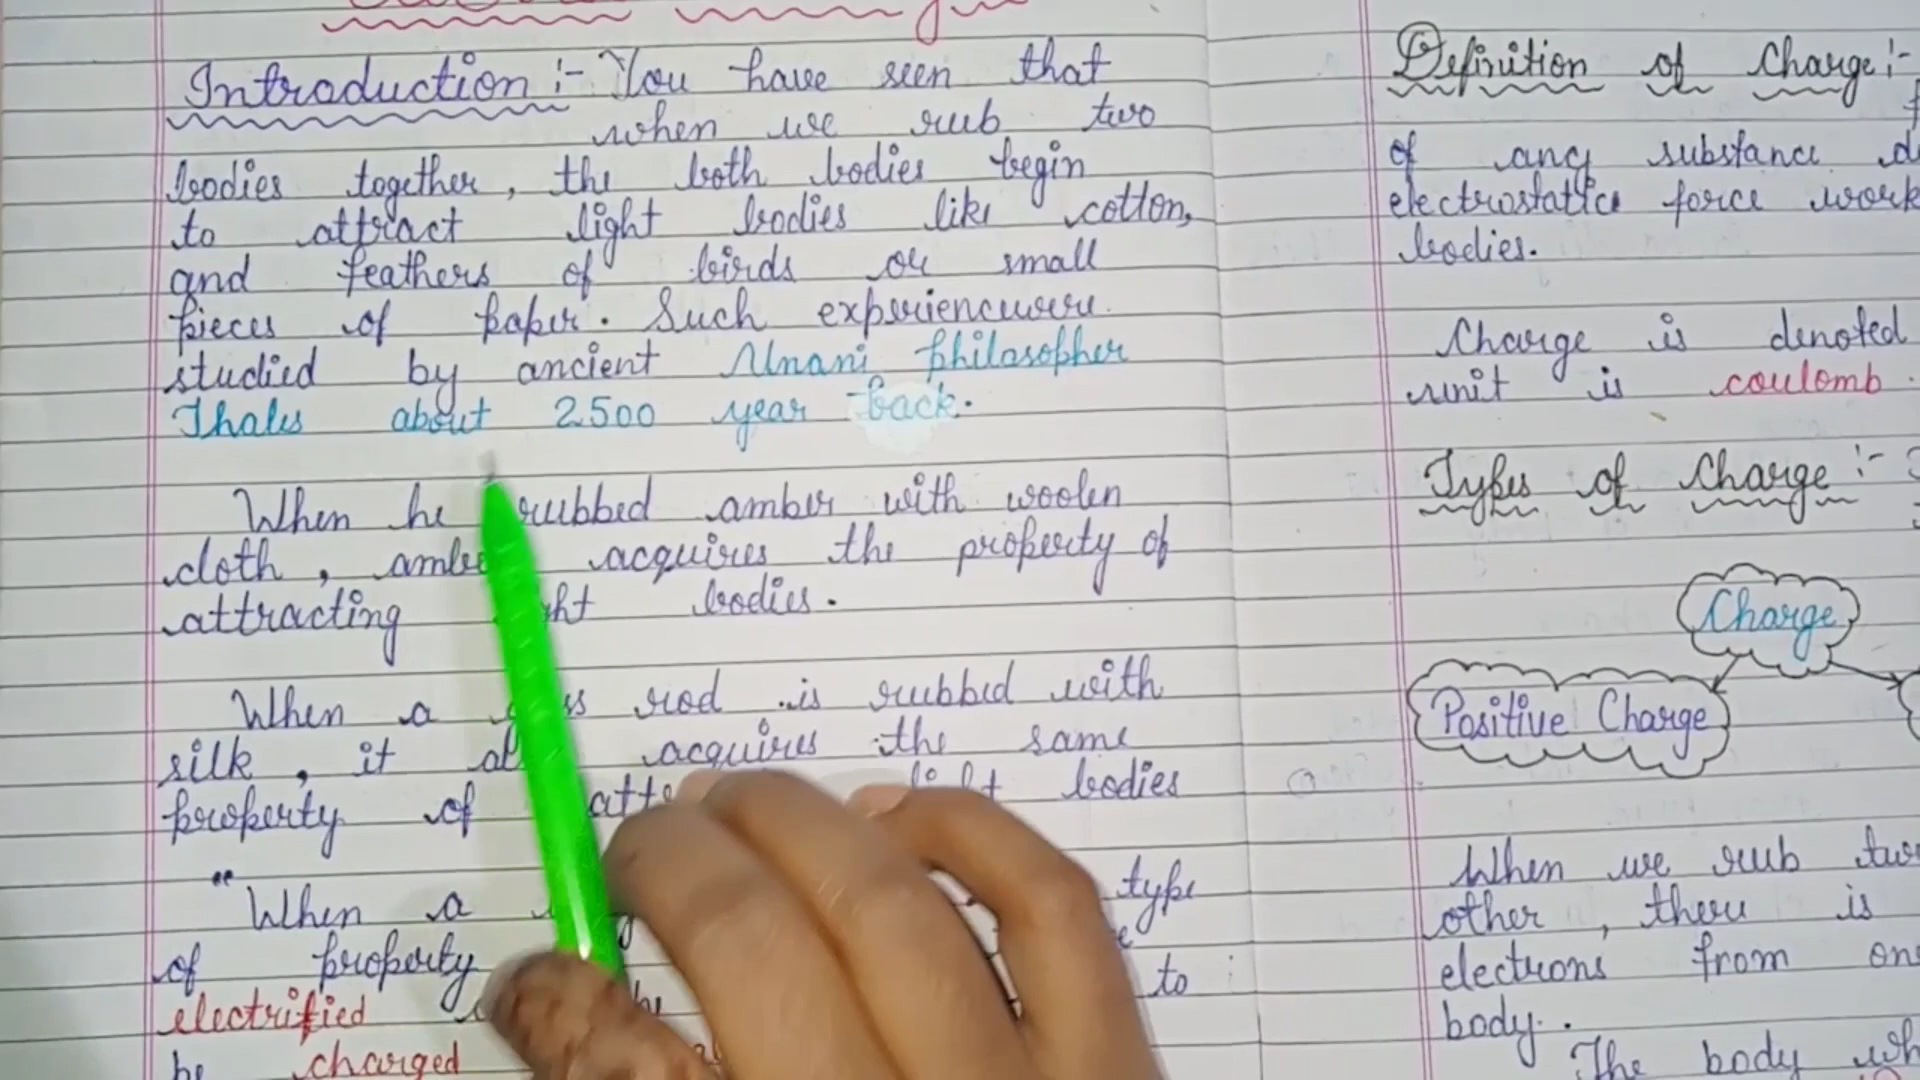 Introduction :- You have seen that
when we rub two
bodies together, the both bodies begin
to attract light bodies like cotton,
and feathers of birds or small
pieces of paper. Such experiencewere
studied by ancient Unani philosopher
Thales about 2500 year back.
When he rubbed amber with woolen
cloth, acquires the property of
attracting bodies.
When a rod is rubbed with
silk, it acquires the same
property of bodies
"When a type
of property to
electrified
be charged
Definition of Charge :-
of any substance
electrostatics force work
bodies.
Charge is denoted
unit is coulomb.
Types of Charge :-
Charge
Positive Charge
When we rub two
other, there is
electrons from
body.
The body